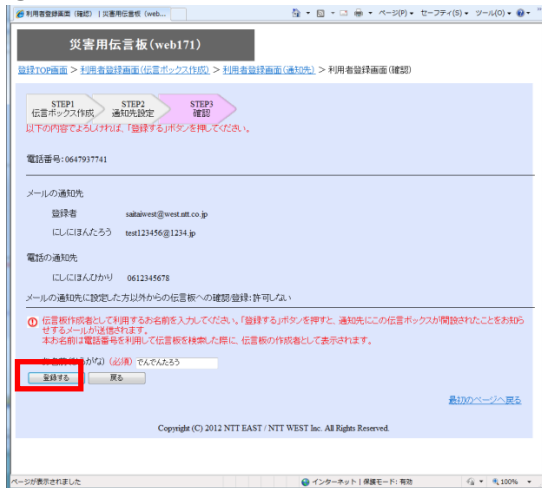 利用者登録画面 (確認) | 災害用伝言板 (web...
ページ(P) セーフティ(S) ツール(O)
災害用伝言板(web171)
登録TOP画面 > 利用者登録画面(伝言ボックス作成) > 利用者登録画面(通知先) > 利用者登録画面(確認)
STEP1 STEP2 STEP3
伝言ボックス作成 通知先設定 確認
以下の内容でよろしければ、「登録する」ボタンを押してください。
電話番号:0647937741
メールの通知先
登録者 saitaiwest@west.ntt.co.jp
にしにほんたろう test123456@1234.jp
電話の通知先
にしにほんひかり 0612345678
メールの通知先に設定した方以外からの伝言板への確認/登録:許可しない
伝言板作成者として利用するお名前を入力してください。「登録する」ボタンを押すと、通知先にこの伝言ボックスが開設されたことをお知ら
せするメールが送信されます。
本お名前は電話番号を利用して伝言板を検索した際に、伝言板の作成者として表示されます。
(必須) でんでんたろう
登録する 戻る
最初のページへ戻る
Copyright (C) 2012 NTT EAST / NTT WEST Inc. All Rights Reserved.
ページが表示されました インターネット | 保護モード: 有効 100%